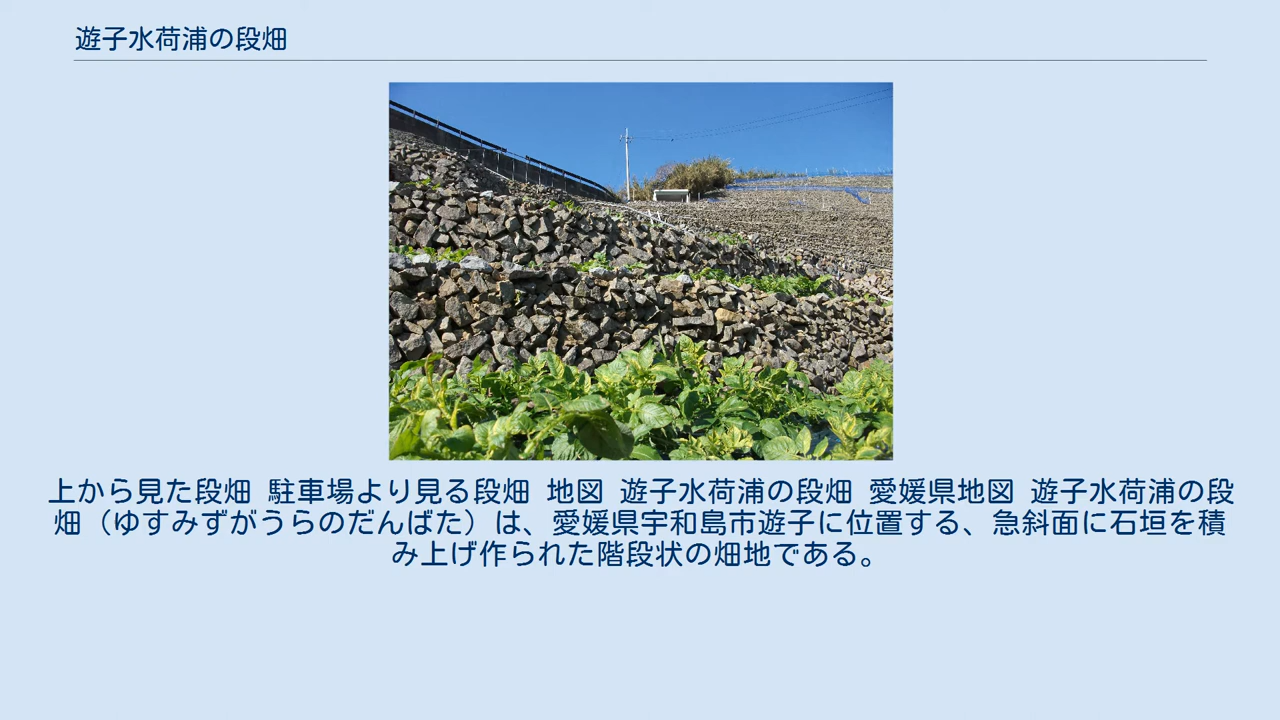 遊子水荷浦の段畑
上から見た段畑 駐車場より見る段畑 地図 遊子水荷浦の段畑 愛媛県地図 遊子水荷浦の段
畑（ゆすみずがうらのだんばた）は、愛媛県宇和島市遊子に位置する、急斜面に石垣を積
み上げ作られた階段状の畑地である。